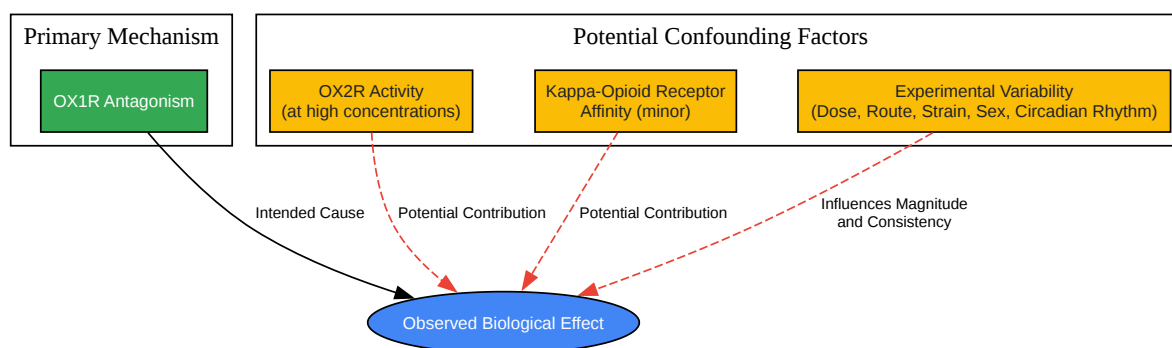 Primary Mechanism
Potential Confounding Factors
OX1R Antagonism
OX2R Activity
(at high concentrations)
Kappa-Opioid Receptor
Affinity (minor)
Experimental Variability
(Dose, Route, Strain, Sex, Circadian Rhythm)
Intended Cause
Potential Contribution
Potential Contribution
Influences Magnitude
and Consistency
Observed Biological Effect